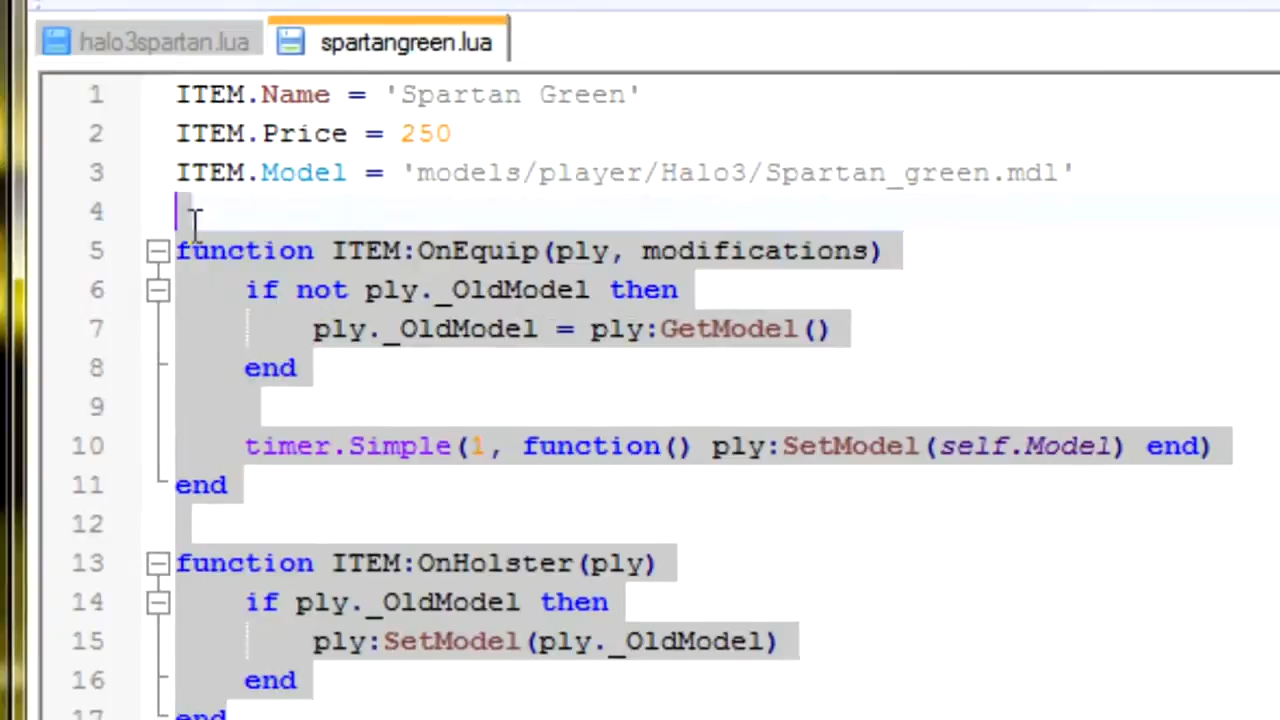 halo3spartan.lua spartangreen.lua
1 ITEM.Name = 'Spartan Green'
2 ITEM.Price = 250
3 ITEM.Model = 'models/player/Halo3/Spartan_green.mdl'
4
5 function ITEM:OnEquip(ply, modifications)
6 if not ply._OldModel then
7 ply._OldModel = ply:GetModel()
8 end
9
10 timer.Simple(1, function() ply:SetModel(self.Model) end)
11 end
12
13 function ITEM:OnHolster(ply)
14 if ply._OldModel then
15 ply:SetModel(ply._OldModel)
16 end
17 end